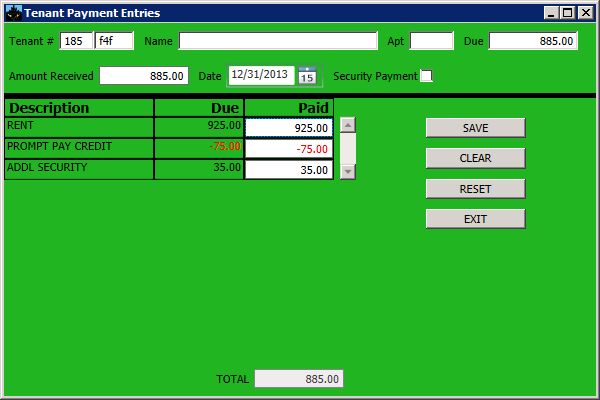 Tenant Payment Entries
Tenant # 185 f4f Name Apt Due 885.00
Amount Received 885.00 Date 12/31/2013 15 Security Payment
Description Due Paid
RENT 925.00 925.00
PROMPT PAY CREDIT -75.00 -75.00
ADDL SECURITY 35.00 35.00
SAVE
CLEAR
RESET
EXIT
TOTAL 885.00